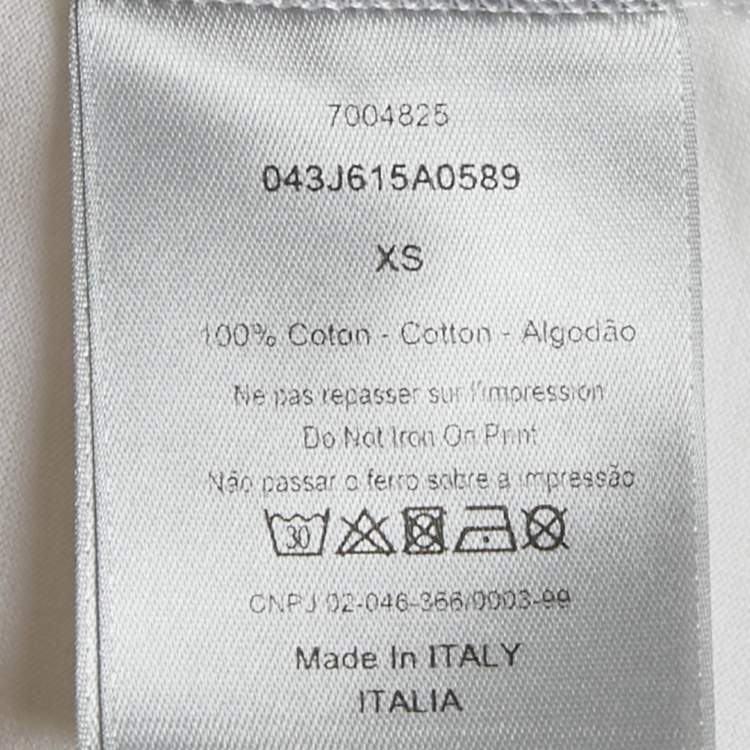 7004825
043J615A0589
XS
100% Coton - Cotton - Algodão
Ne pas repasser sur l'impression
Do Not Iron On Print
Não passar o ferro sobre a impressão
30
CNPJ 02-046-366/0003-99
Made In ITALY
ITALIA